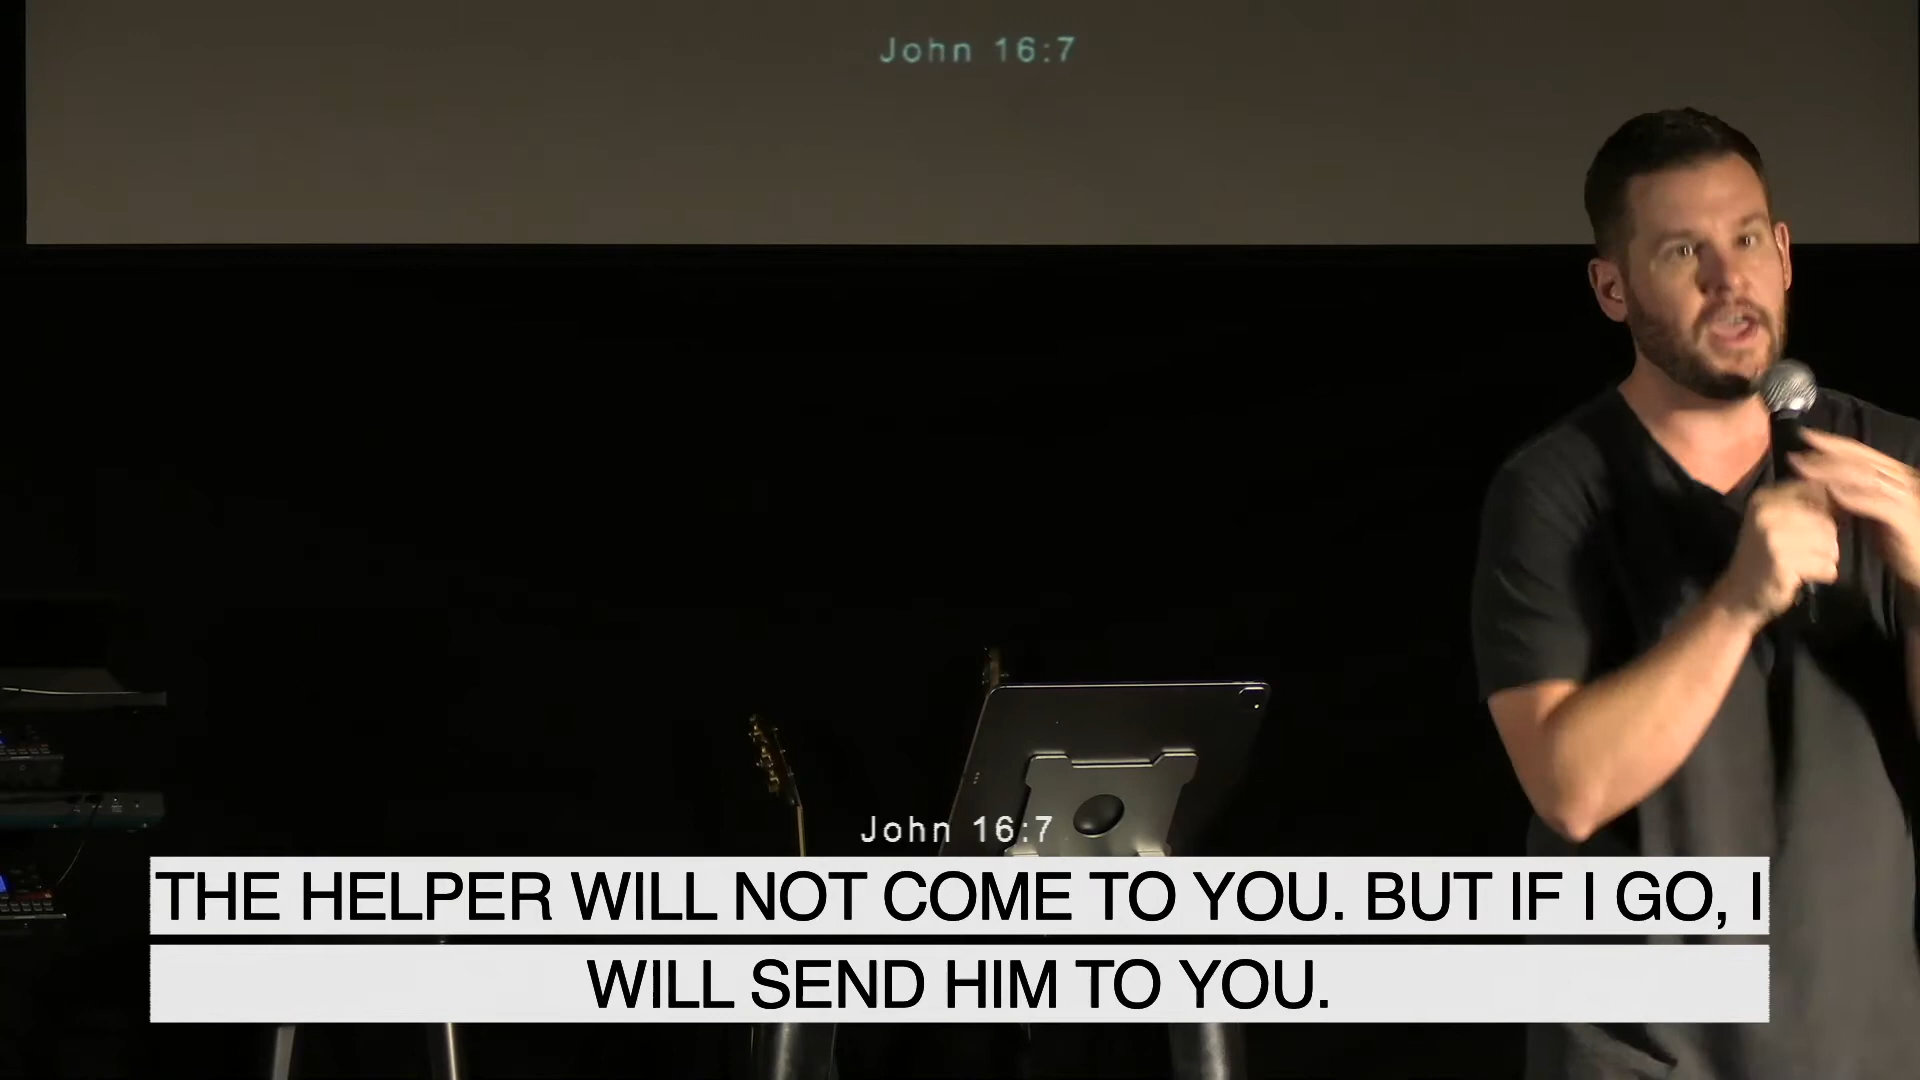 John 16:7
John 16:7
THE HELPER WILL NOT COME TO YOU. BUT IF I GO, I
WILL SEND HIM TO YOU.